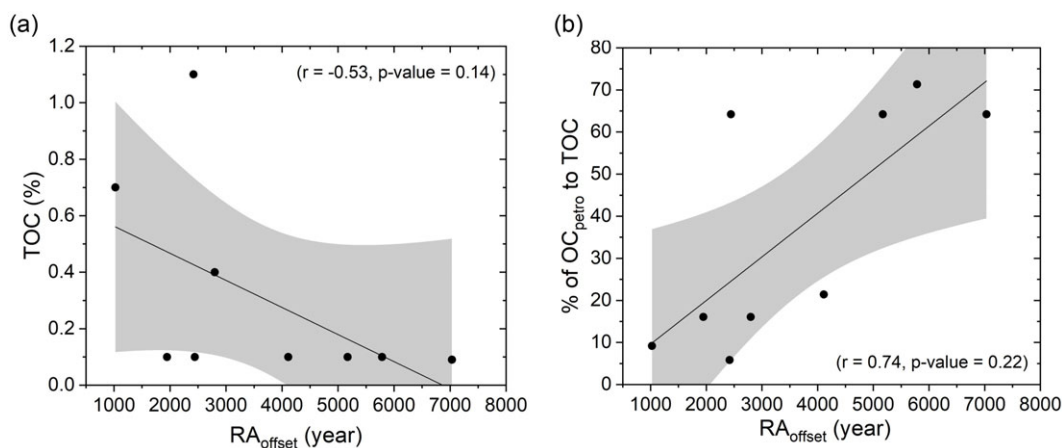 (a)
1.2
1.0
0.8
0.6
0.4
0.2
0.0
TOC (%)
(r = -0.53, p-value = 0.14)
1000 2000 3000 4000 5000 6000 7000 8000
RAoffset (year)
(b)
80
70
60
50
40
30
20
10
0
% of OCpetro to TOC
(r = 0.74, p-value = 0.22)
1000 2000 3000 4000 5000 6000 7000 8000
RAoffset (year)